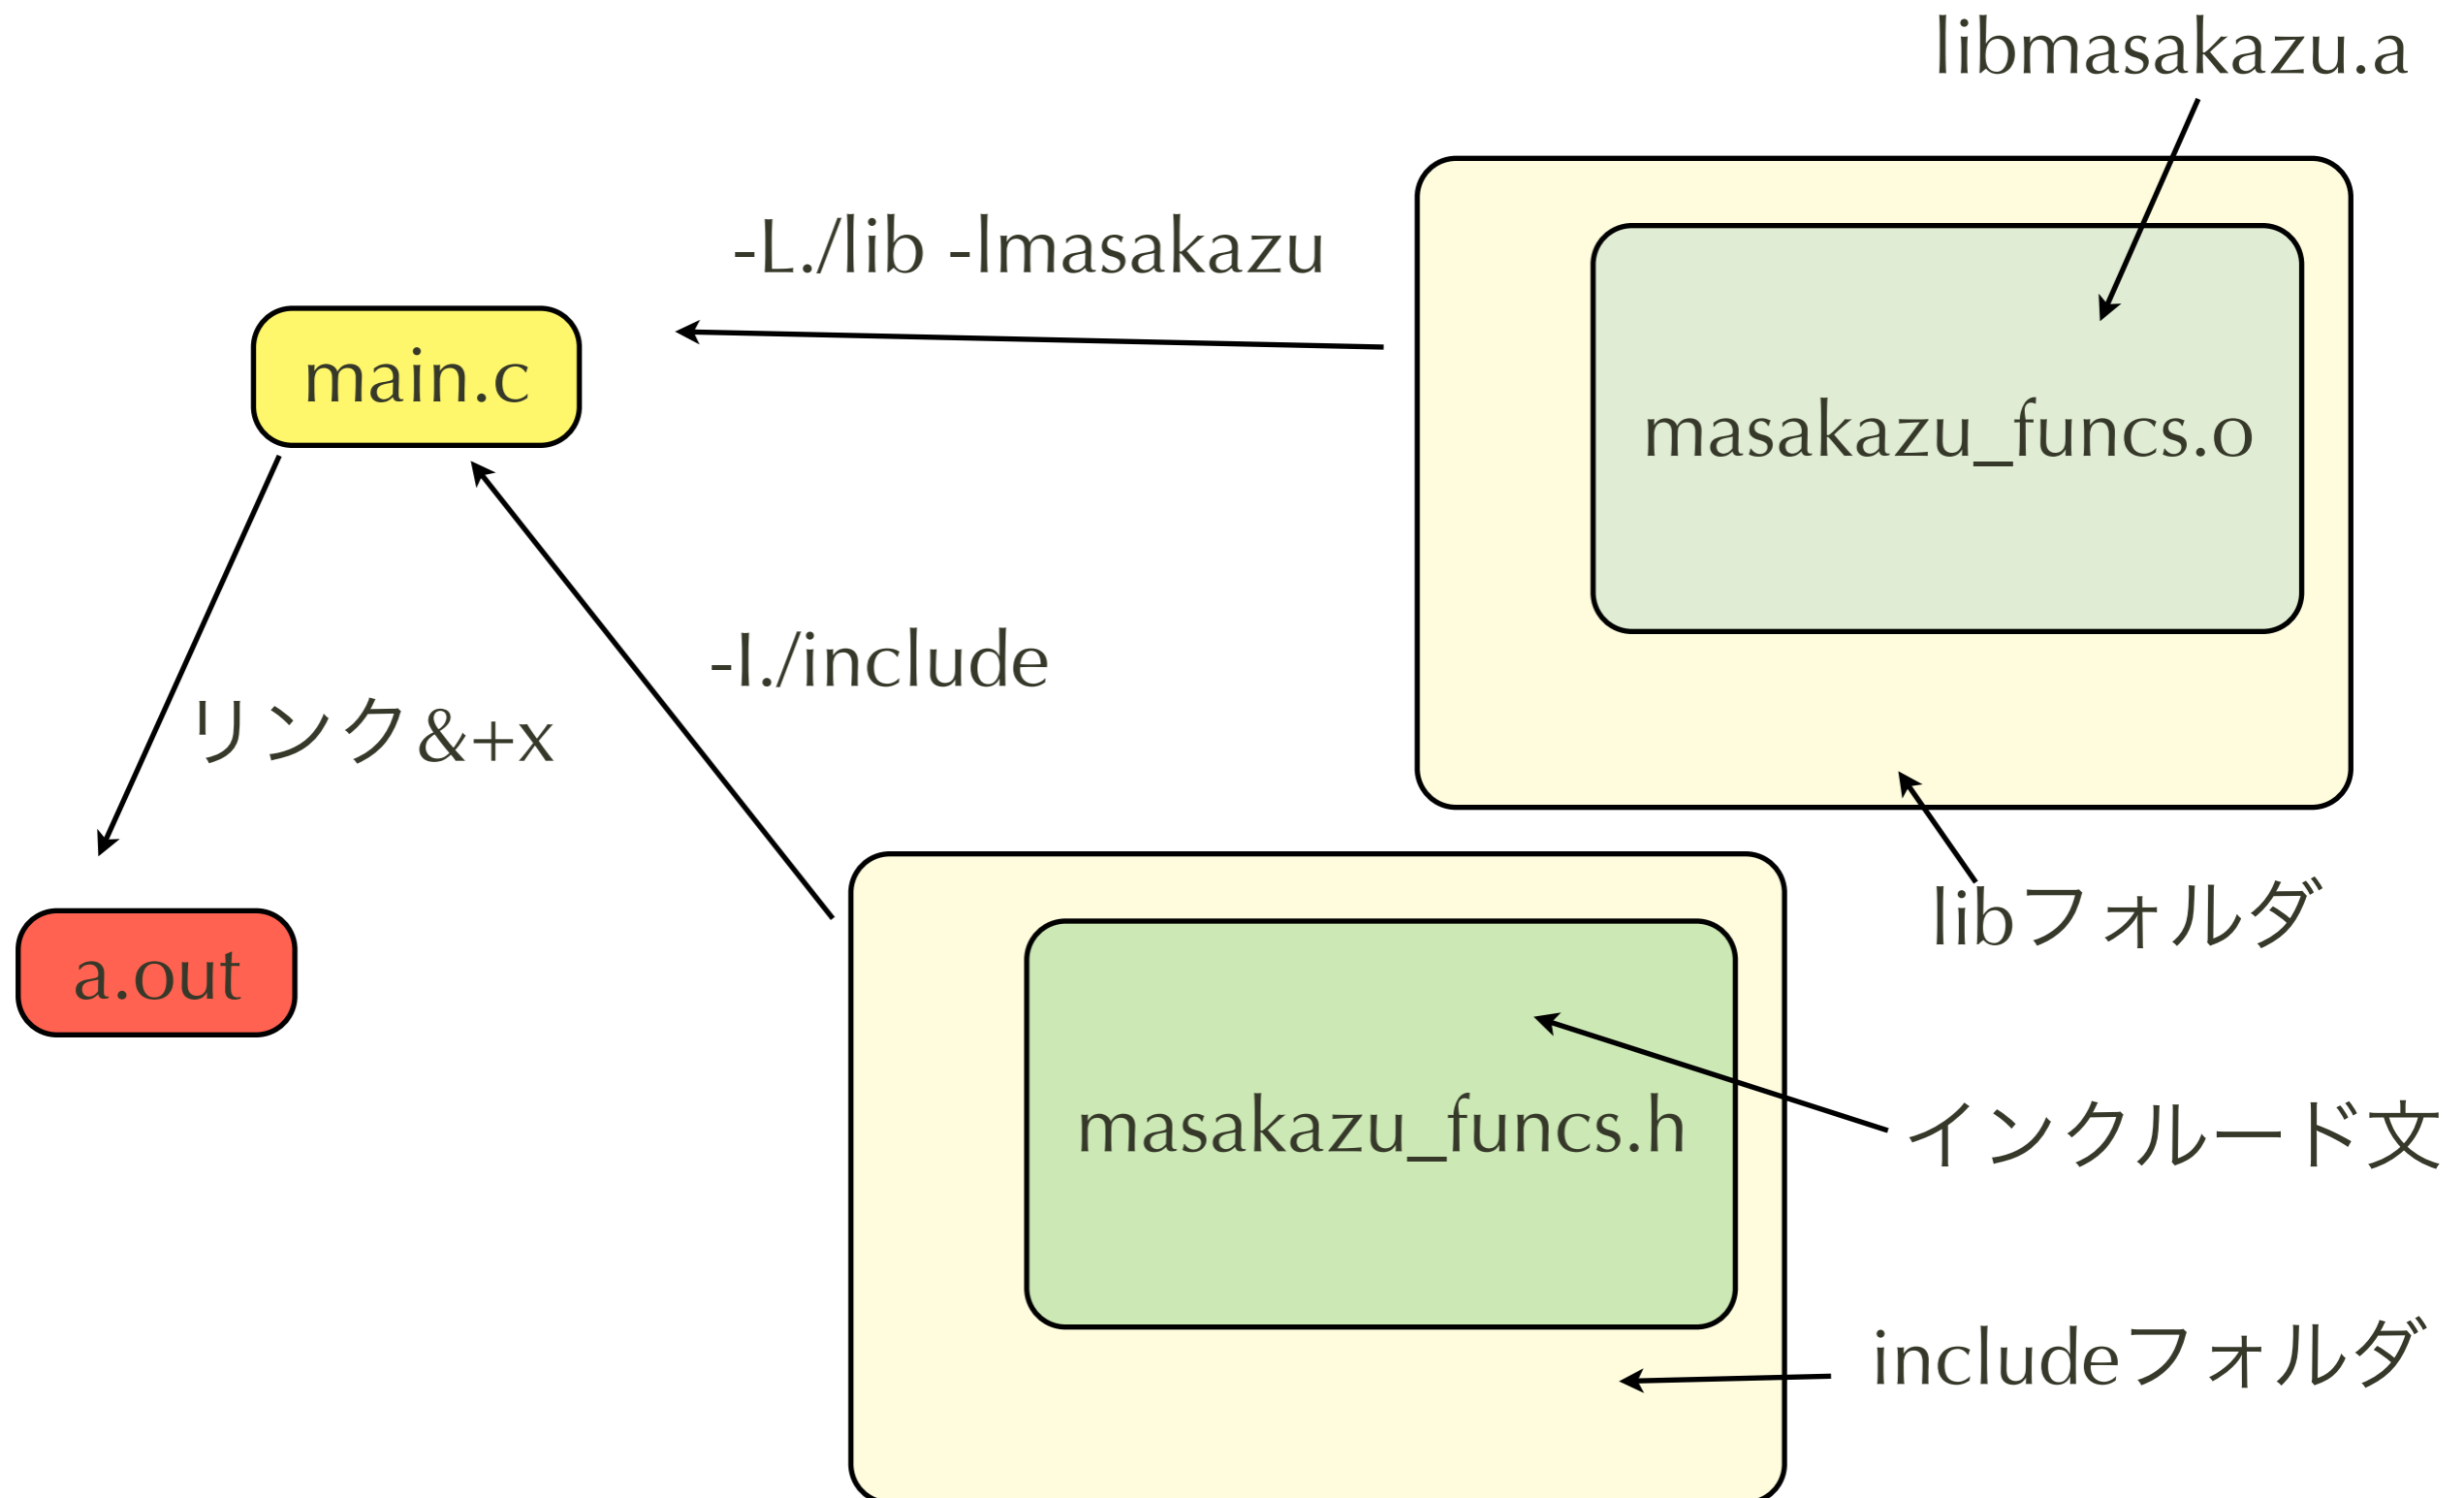 libmasakazu.a
-L./lib -lmasakazu
main.c
masakazu_funcs.o
-I./include
リンク&+x
libフォルダ
a.out
masakazu_funcs.h
インクルード文
includeフォルダ